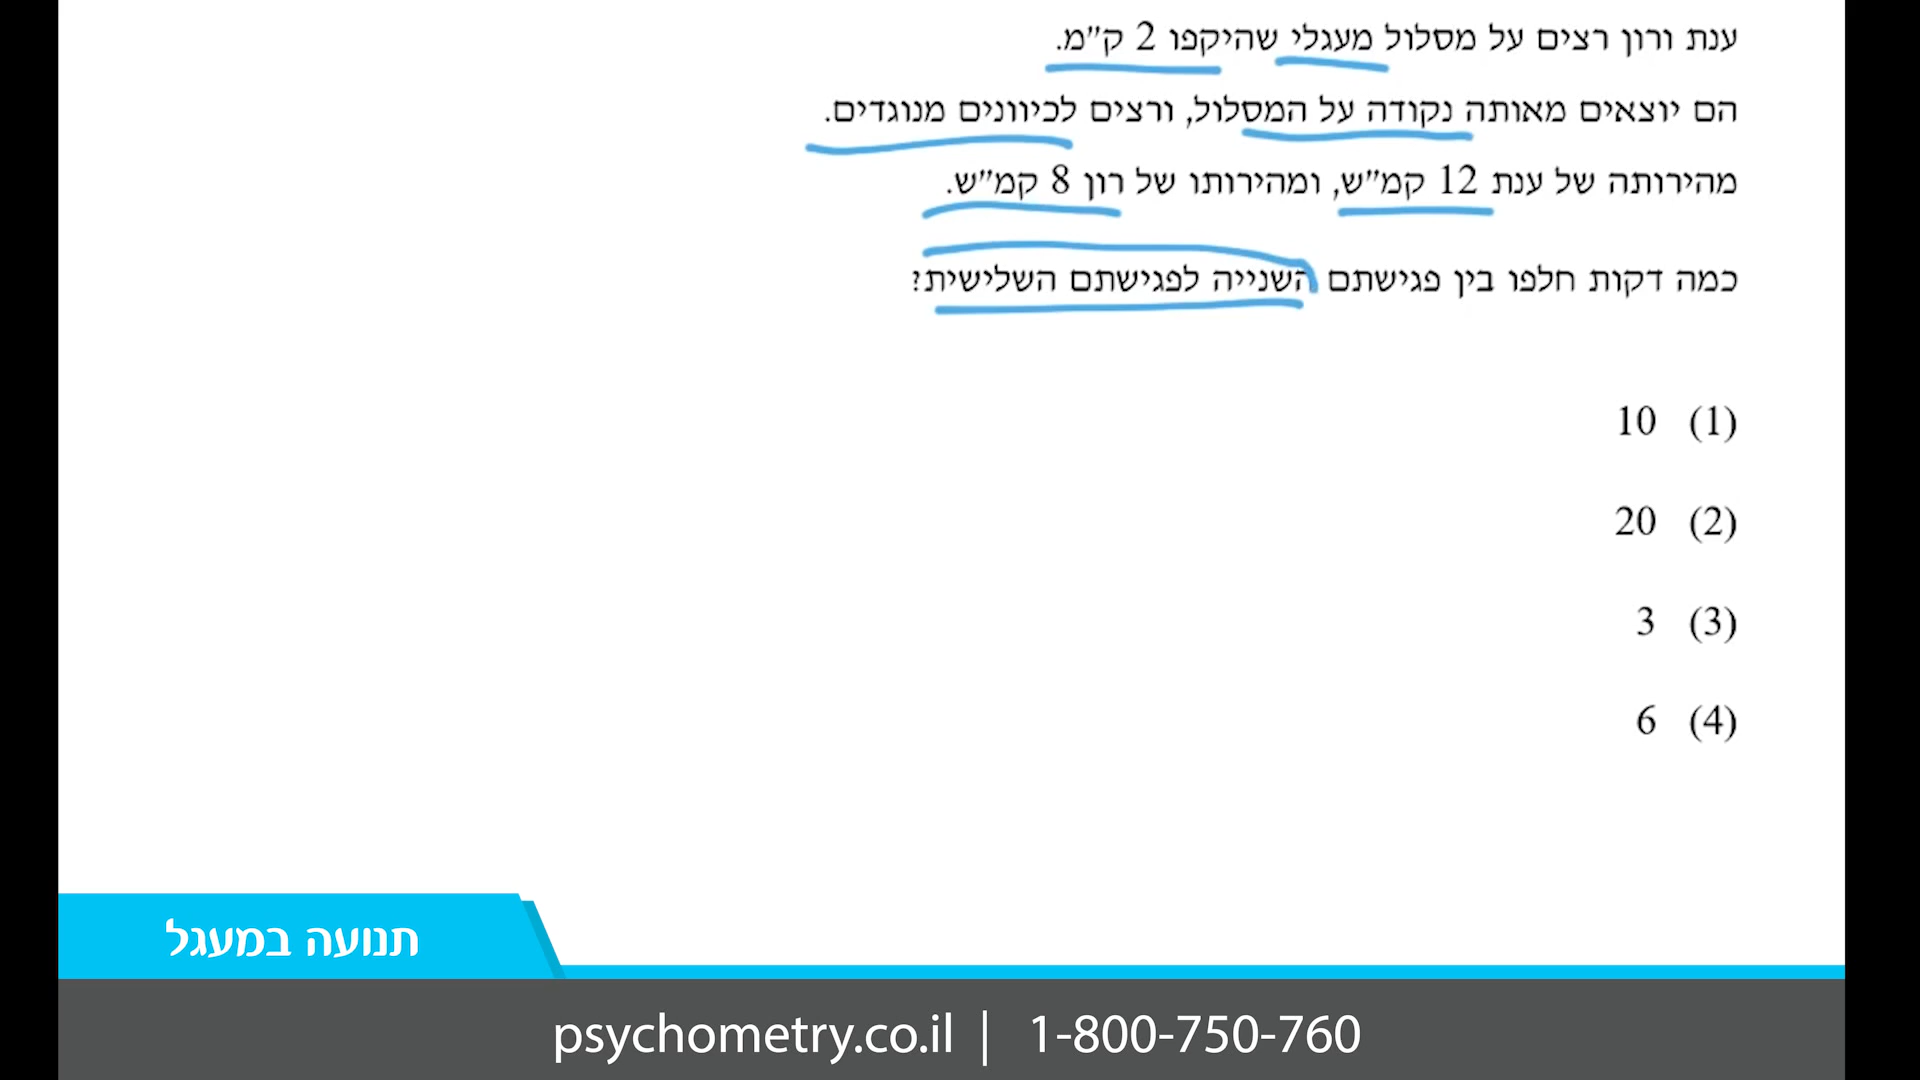 ענת ורון רצים על מסלול מעגלי שהיקפו 2 ק״מ.
הם יוצאים מאותה נקודה על המסלול, ורצים לכיוונים מנוגדים.
מהירותה של ענת 12 קמ״ש, ומהירותו של רון 8 קמ״ש.
כמה דקות חלפו בין פגישתם השנייה לפגישתם השלישית?
(1) 10
(2) 20
(3) 3
(4) 6
תנועה במעגל
psychometry.co.il | 1-800-750-760